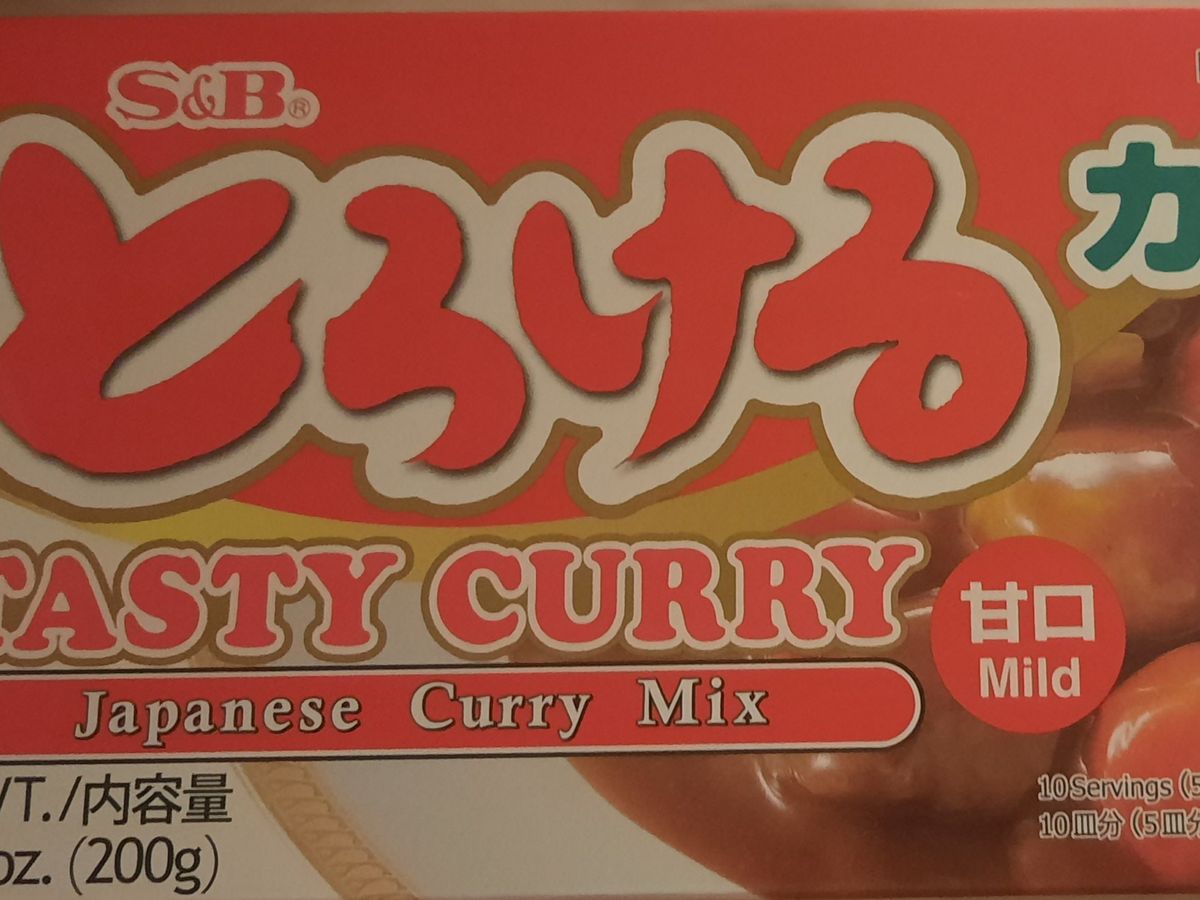 S&B®
とろける カ
TASTY CURRY
甘口
Mild
Japanese Curry Mix
/T./内容量
oz. (200g)
10 Servings (5
10皿分 (5皿分